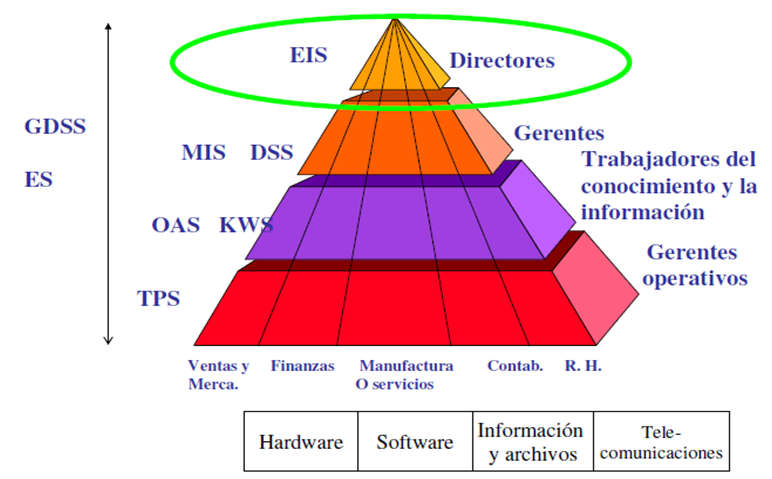 EIS
Directores
GDSS
ES
MIS DSS
Gerentes
Trabajadores del
conocimiento y la
información
OAS KWS
Gerentes
operativos
TPS
Ventas y
Merca.
Finanzas
Manufactura
O servicios
Contab.
R. H.
Hardware
Software
Información
y archivos
Tele-
comunicaciones